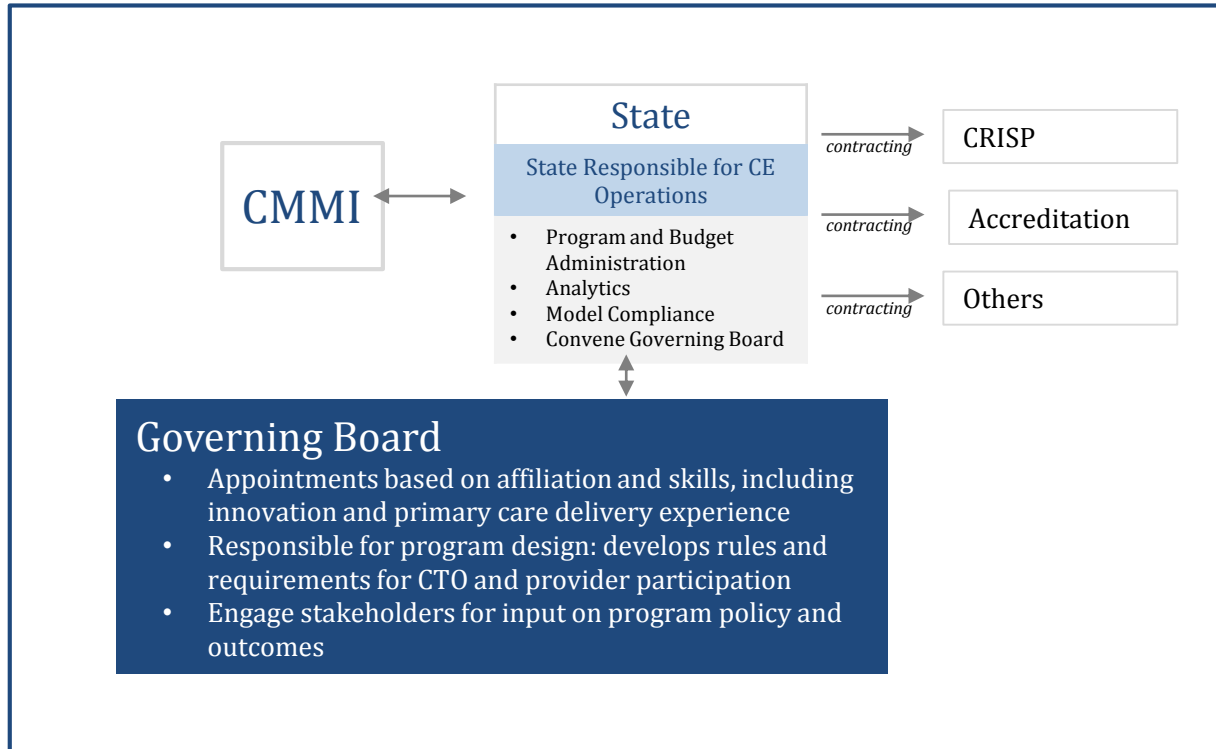 CMMI
State
State Responsible for CE
Operations
• Program and Budget
Administration
• Analytics
• Model Compliance
• Convene Governing Board
contracting
CRISP
contracting
Accreditation
contracting
Others
Governing Board
• Appointments based on affiliation and skills, including
innovation and primary care delivery experience
• Responsible for program design: develops rules and
requirements for CTO and provider participation
• Engage stakeholders for input on program policy and
outcomes